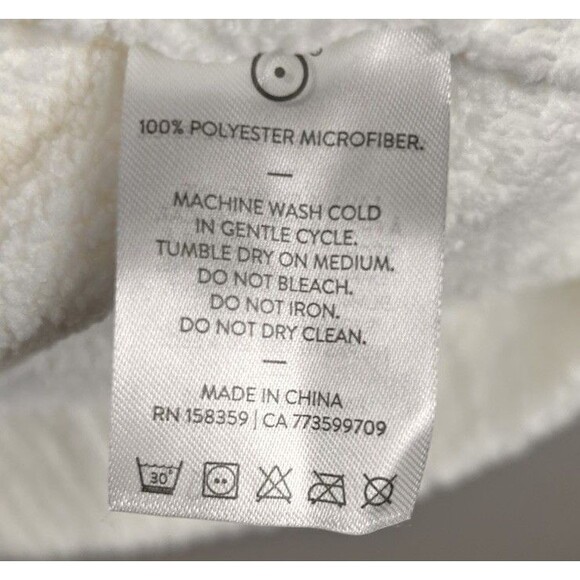 100% POLYESTER MICROFIBER.
—
MACHINE WASH COLD
IN GENTLE CYCLE.
TUMBLE DRY ON MEDIUM.
DO NOT BLEACH.
DO NOT IRON.
DO NOT DRY CLEAN.
—
MADE IN CHINA
RN 158359 | CA 773599709
30°